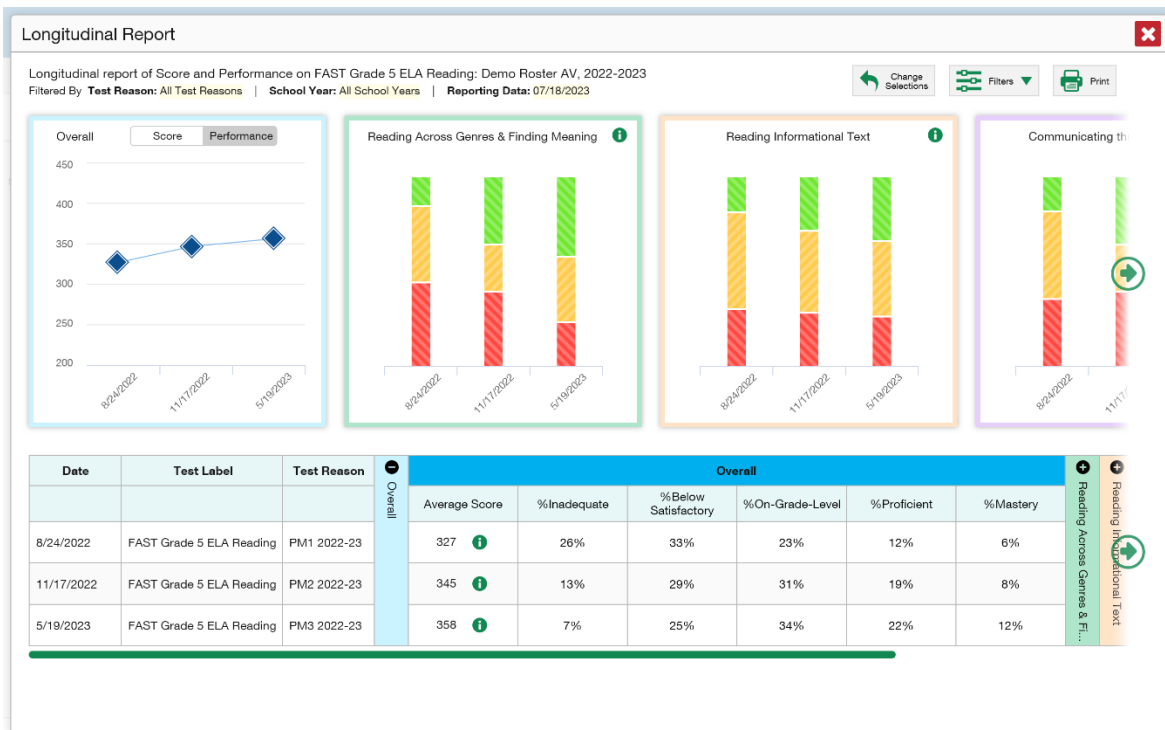 Longitudinal Report
Longitudinal report of Score and Performance on FAST Grade 5 ELA Reading: Demo Roster AV, 2022-2023
Filtered By Test Reason: All Test Reasons | School Year: All School Years | Reporting Data: 07/18/2023
Change Selections
Filters
Print
Overall
Score
Performance
450
400
350
300
250
200
8/24/2022
11/17/2022
5/19/2023
Reading Across Genres & Finding Meaning
8/24/2022
11/17/2022
5/19/2023
Reading Informational Text
8/24/2022
11/17/2022
5/19/2023
Communicating th
8/24/2022
11/17
Date Test Label Test Reason Overall Overall Reading Across Genres & Fi... Reading Informational Text
Average Score %Inadequate %Below Satisfactory %On-Grade-Level %Proficient %Mastery
8/24/2022 FAST Grade 5 ELA Reading PM1 2022-23 327 26% 33% 23% 12% 6%
11/17/2022 FAST Grade 5 ELA Reading PM2 2022-23 345 13% 29% 31% 19% 8%
5/19/2023 FAST Grade 5 ELA Reading PM3 2022-23 358 7% 25% 34% 22% 12%